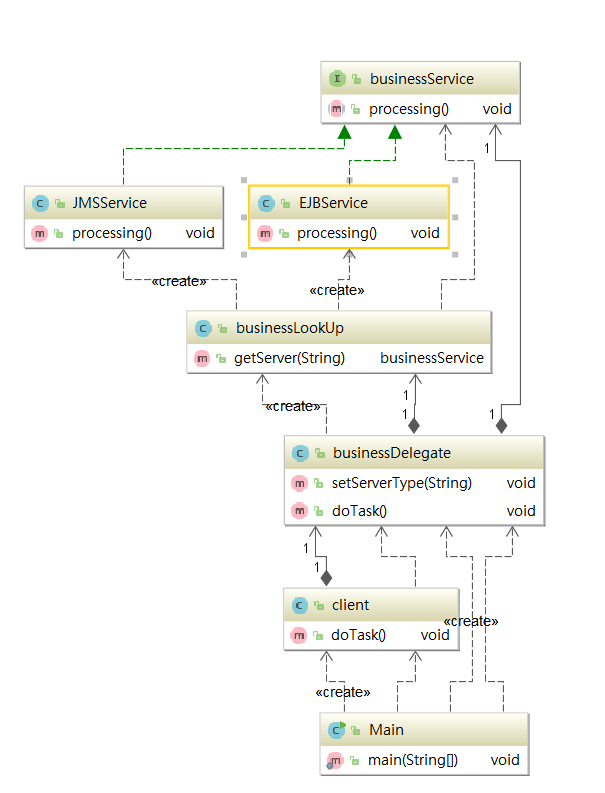 I businessService
m processing() void
1
C JMSService
m processing() void
C EJBService
m processing() void
«create»
«create»
C businessLookUp
m getServer(String) businessService
«create»
1
1
1
C businessDelegate
m setServerType(String) void
m doTask() void
1
1
C client
m doTask() void
«create»
«create»
C Main
m main(String[]) void